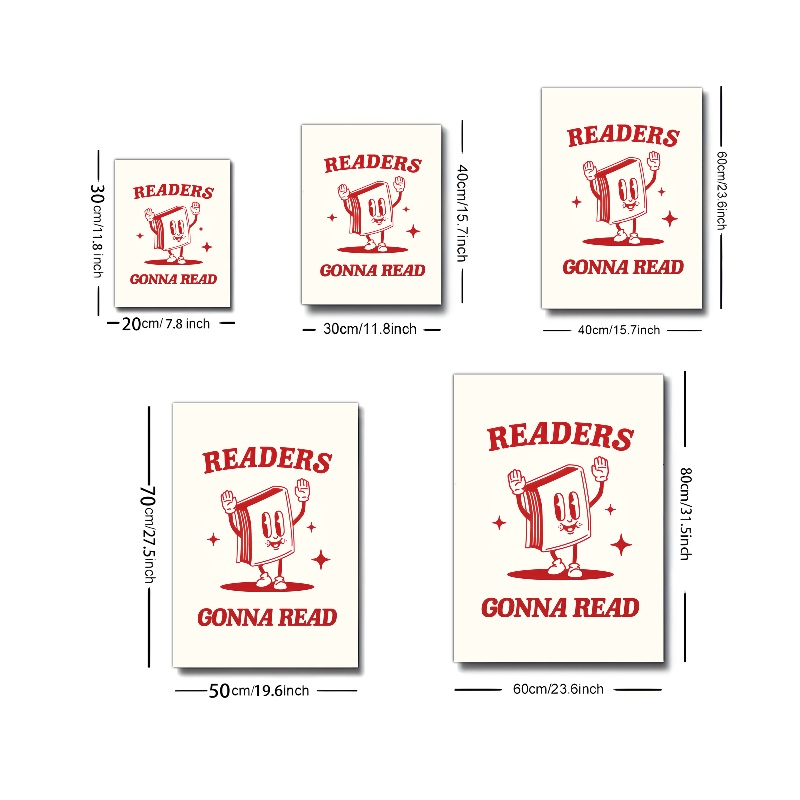 READERS
GONNA READ
30cm/11.8 inch
20cm/ 7.8 inch
READERS
GONNA READ
40cm/15.7inch
30cm/11.8inch
READERS
GONNA READ
60cm/23.6inch
40cm/15.7inch
READERS
GONNA READ
70cm/27.5inch
50cm/19.6inch
READERS
GONNA READ
80cm/31.5inch
60cm/23.6inch